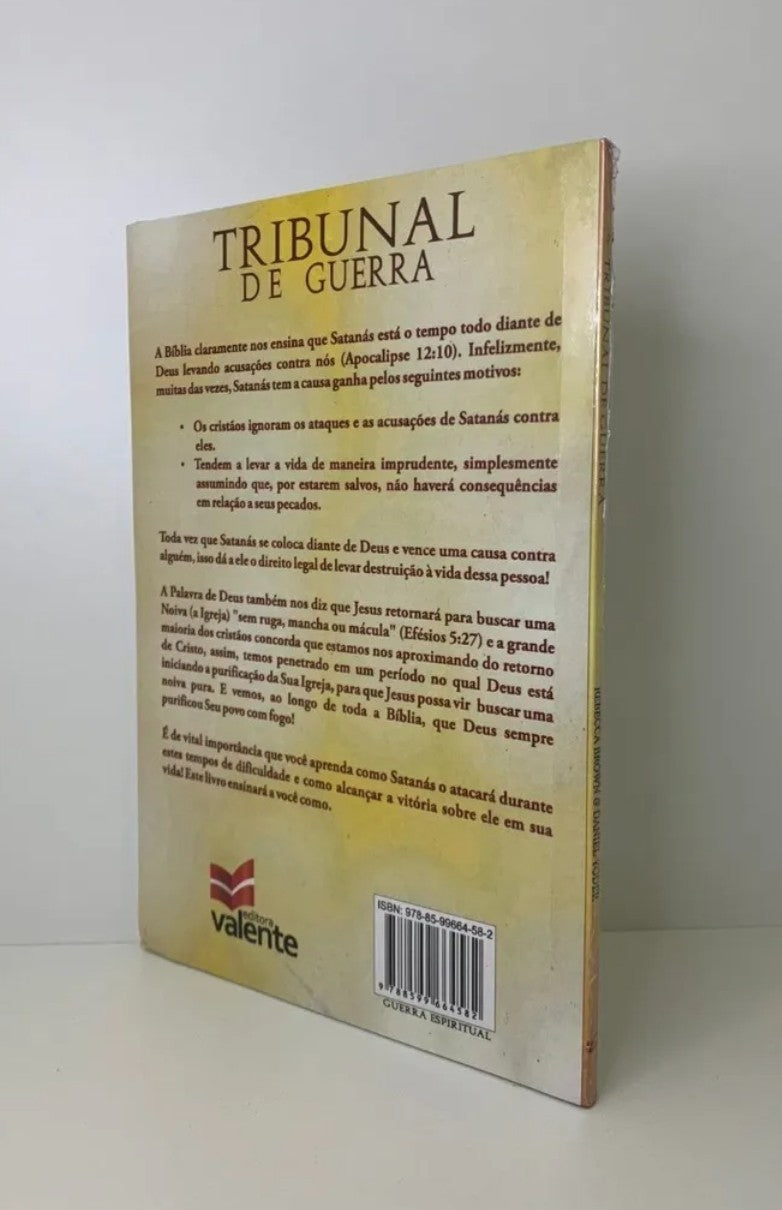 TRIBUNAL
DE GUERRA
A Bíblia claramente nos ensina que Satanás está o tempo todo diante de
Deus levando acusações contra nós (Apocalipse 12:10). Infelizmente,
muitas das vezes, Satanás tem a causa ganha pelos seguintes motivos:
• Os cristãos ignoram os ataques e as acusações de Satanás contra
eles.
• Tendem a levar a vida de maneira imprudente, simplesmente
assumindo que, por estarem salvos, não haverá consequências
em relação a seus pecados.
Toda vez que Satanás se coloca diante de Deus e vence uma causa contra
alguém, isso dá a ele o direito legal de levar destruição à vida dessa pessoa!
A Palavra de Deus também nos diz que Jesus retornará para buscar uma
Noiva (a Igreja) "sem ruga, mancha ou mácula" (Efésios 5:27) e a grande
maioria dos cristãos concorda que estamos nos aproximando do retorno
de Cristo, assim, temos penetrado em um período no qual Deus está
iniciando a purificação da Sua Igreja, para que Jesus possa vir buscar uma
noiva pura. E vemos, ao longo de toda a Bíblia, que Deus sempre
purificou Seu povo com fogo!
É de vital importância que você aprenda como Satanás o atacará durante
estes tempos de dificuldade e como alcançar a vitória sobre ele em sua
vida! Este livro ensinará a você como.
editora
valente
ISBN: 978-85-99664-58-2
9 788599 664582
GUERRA ESPIRITUAL
TRIBUNAL DE GUERRA
REBECCA BROWN & DANIEL YODER